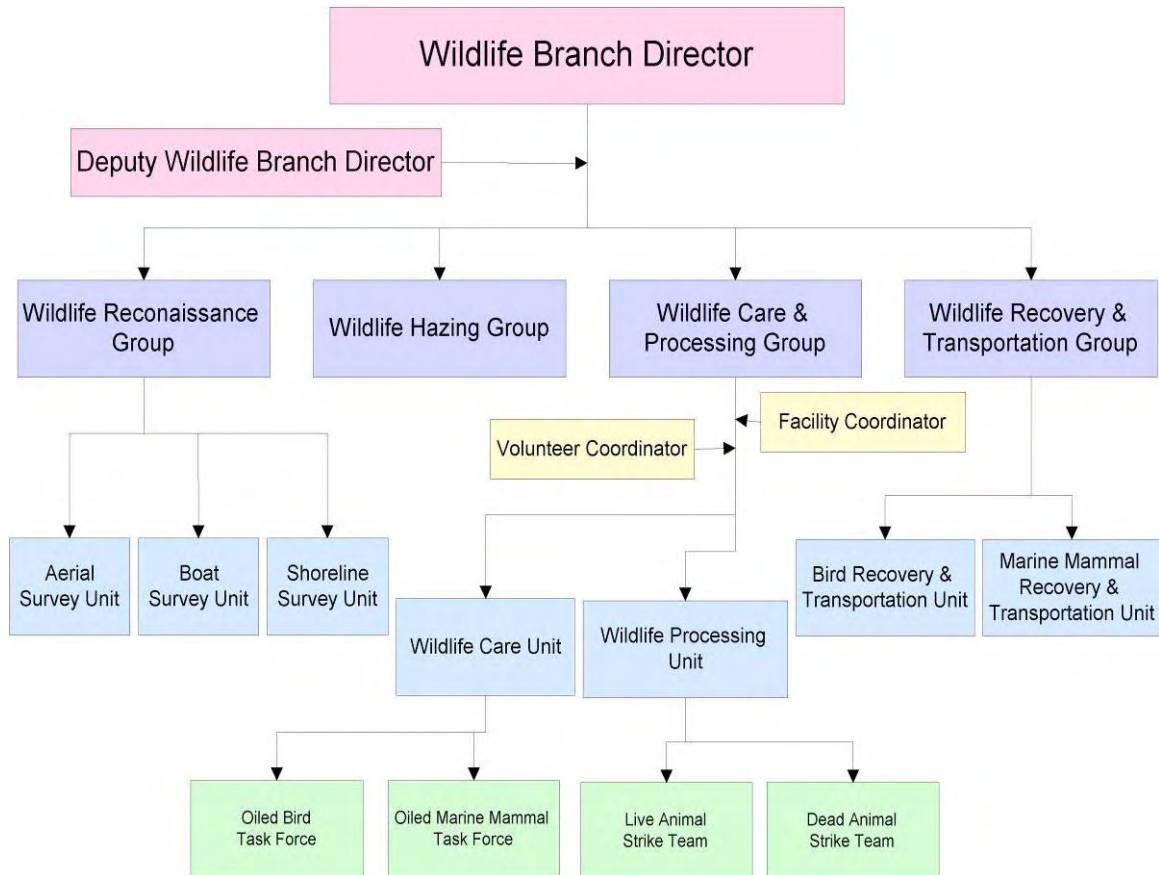 Wildlife Branch Director
Deputy Wildlife Branch Director
Wildlife Reconaissance
Group
Wildlife Hazing Group
Wildlife Care &
Processing Group
Wildlife Recovery &
Transportation Group
Facility Coordinator
Volunteer Coordinator
Aerial
Survey Unit
Boat
Survey Unit
Shoreline
Survey Unit
Bird Recovery &
Transportation Unit
Marine Mammal
Recovery &
Transportation Unit
Wildlife Care Unit
Wildlife Processing
Unit
Oiled Bird
Task Force
Oiled Marine Mammal
Task Force
Live Animal
Strike Team
Dead Animal
Strike Team